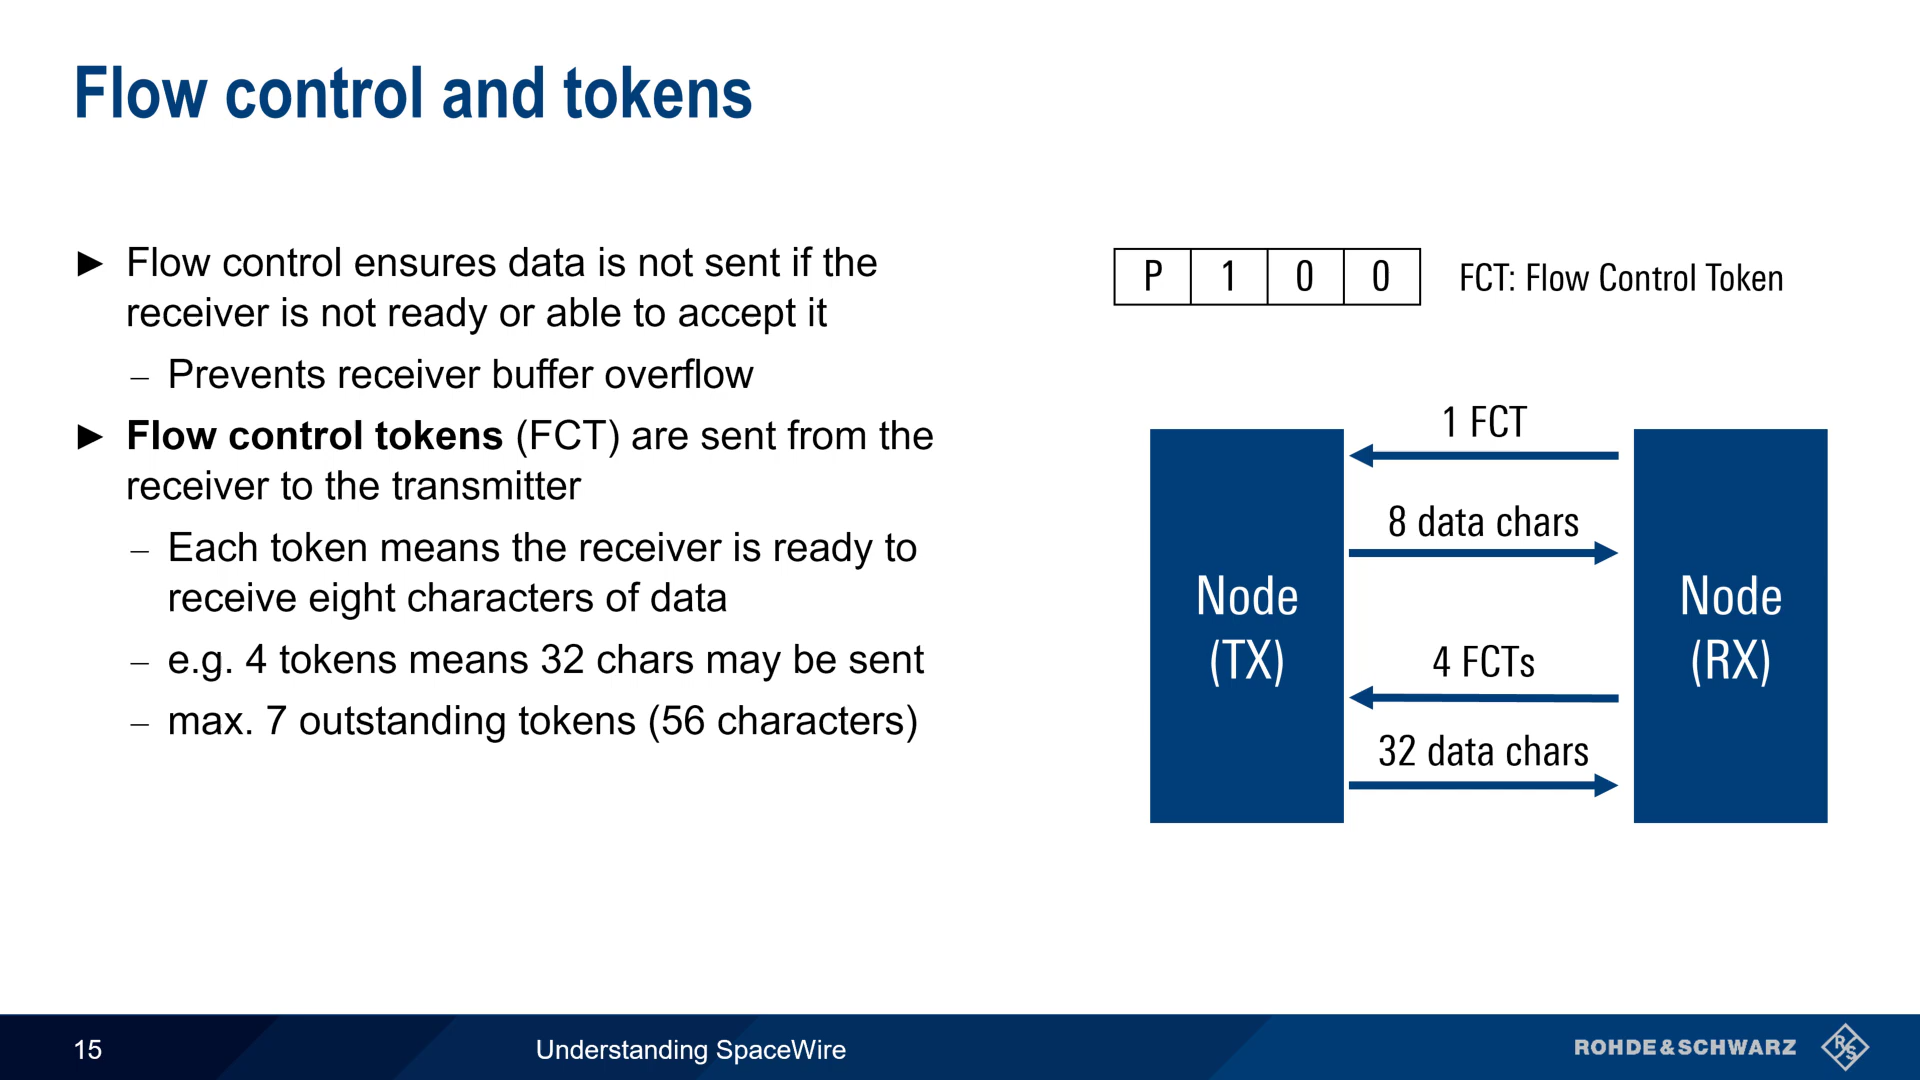 Flow control and tokens
► Flow control ensures data is not sent if the
receiver is not ready or able to accept it
– Prevents receiver buffer overflow
► Flow control tokens (FCT) are sent from the
receiver to the transmitter
– Each token means the receiver is ready to
receive eight characters of data
– e.g. 4 tokens means 32 chars may be sent
– max. 7 outstanding tokens (56 characters)
P 1 0 0 FCT: Flow Control Token
1 FCT
8 data chars
Node
(TX)
Node
(RX)
4 FCTs
32 data chars
15
Understanding SpaceWire
ROHDE&SCHWARZ
RS